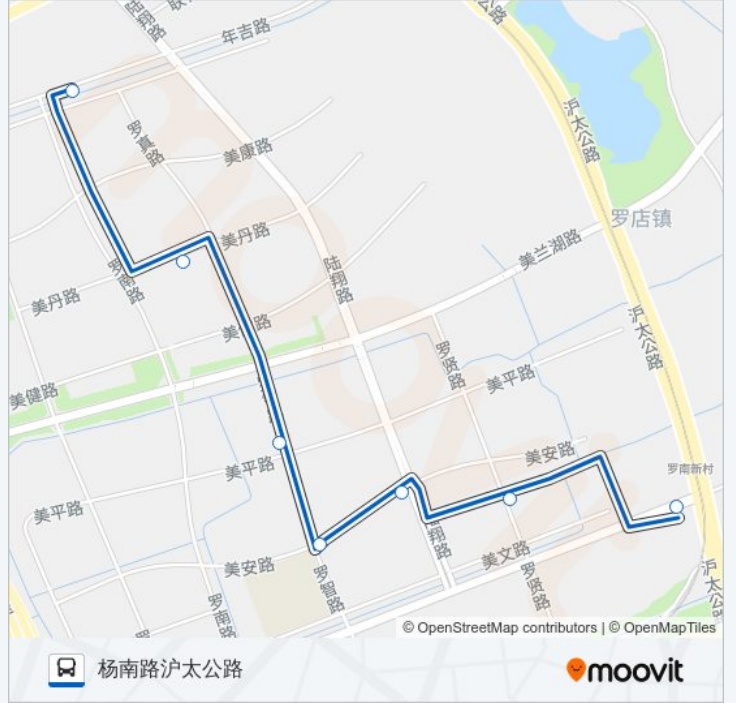 陆翔路
年吉路
沪太公路
罗真路
美康路
罗店镇
美丹路
美兰湖路
罗南路
陆翔路
美丹路
沪太公路
罗贤路
美平路
美健路
美安路
罗南新村
美平路
美平路
翔路
美文路
美安路
罗智路
罗贤路
沪太公路
罗南路
© OpenStreetMap contributors | © OpenMapTiles
杨南路沪太公路
moovit